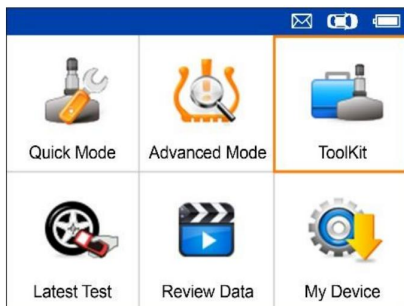 Quick Mode
Advanced Mode
ToolKit
Latest Test
Review Data
My Device